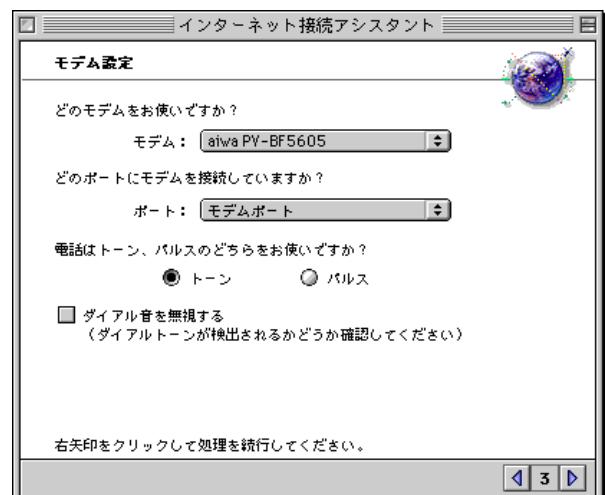 インターネット接続アシスタント
モデム設定
どのモデムをお使いですか？
モデム： aiwa PV-BF5605
どのポートにモデムを接続していますか？
ポート： モデムポート
電話はトーン、パルスのどちらをお使いですか？
トーン パルス
ダイアル音を無視する
（ダイアルトーンが検出されるかどうか確認してください）
右矢印をクリックして処理を続行してください。
3